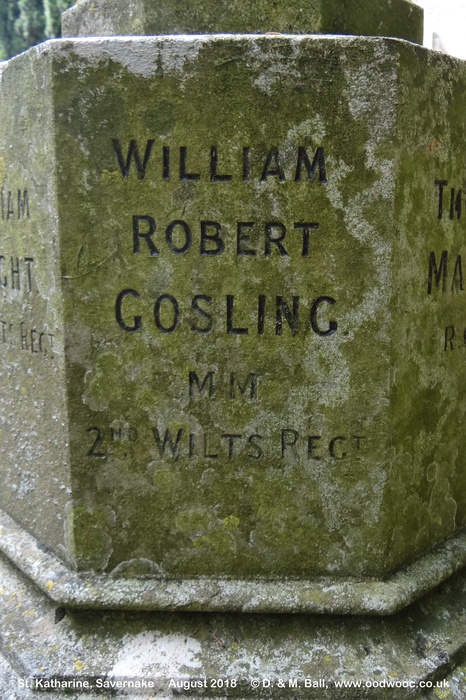 WILLIAM
ROBERT
GOSLING
MM
2ND WILTS REGT
St. Katharine, Savernake August 2018 © D. & M. Ball, www.oodwooc.co.uk